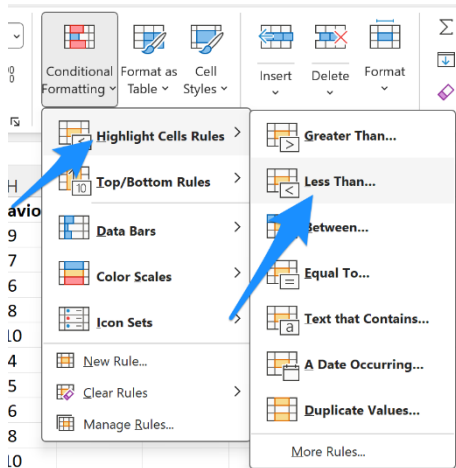 Conditional Formatting
Format as Table
Cell Styles
Insert
Delete
Format
Highlight Cells Rules
Top/Bottom Rules
10
Data Bars
Color Scales
Icon Sets
New Rule...
Clear Rules
Manage Rules...
>
Greater Than...
<
Less Than...
Between...
=
Equal To...
a
Text that Contains...
A Date Occurring...
Duplicate Values...
More Rules...
H
avio
9
7
6
8
10
4
5
6
8
10